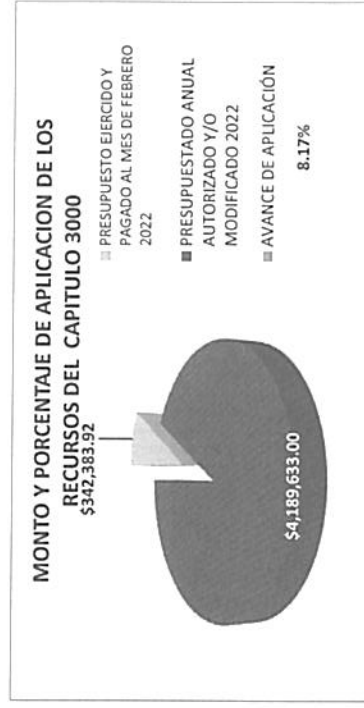 MONTO Y PORCENTAJE DE APLICACION DE LOS
RECURSOS DEL CAPITULO 3000
$342,383.92
PRESUPUESTO EJERCIDO Y
PAGADO AL MES DE FEBRERO
2022
PRESUPUESTADO ANUAL
AUTORIZADO Y/O
MODIFICADO 2022
AVANCE DE APLICACIÓN
8.17%
$4,189,633.00